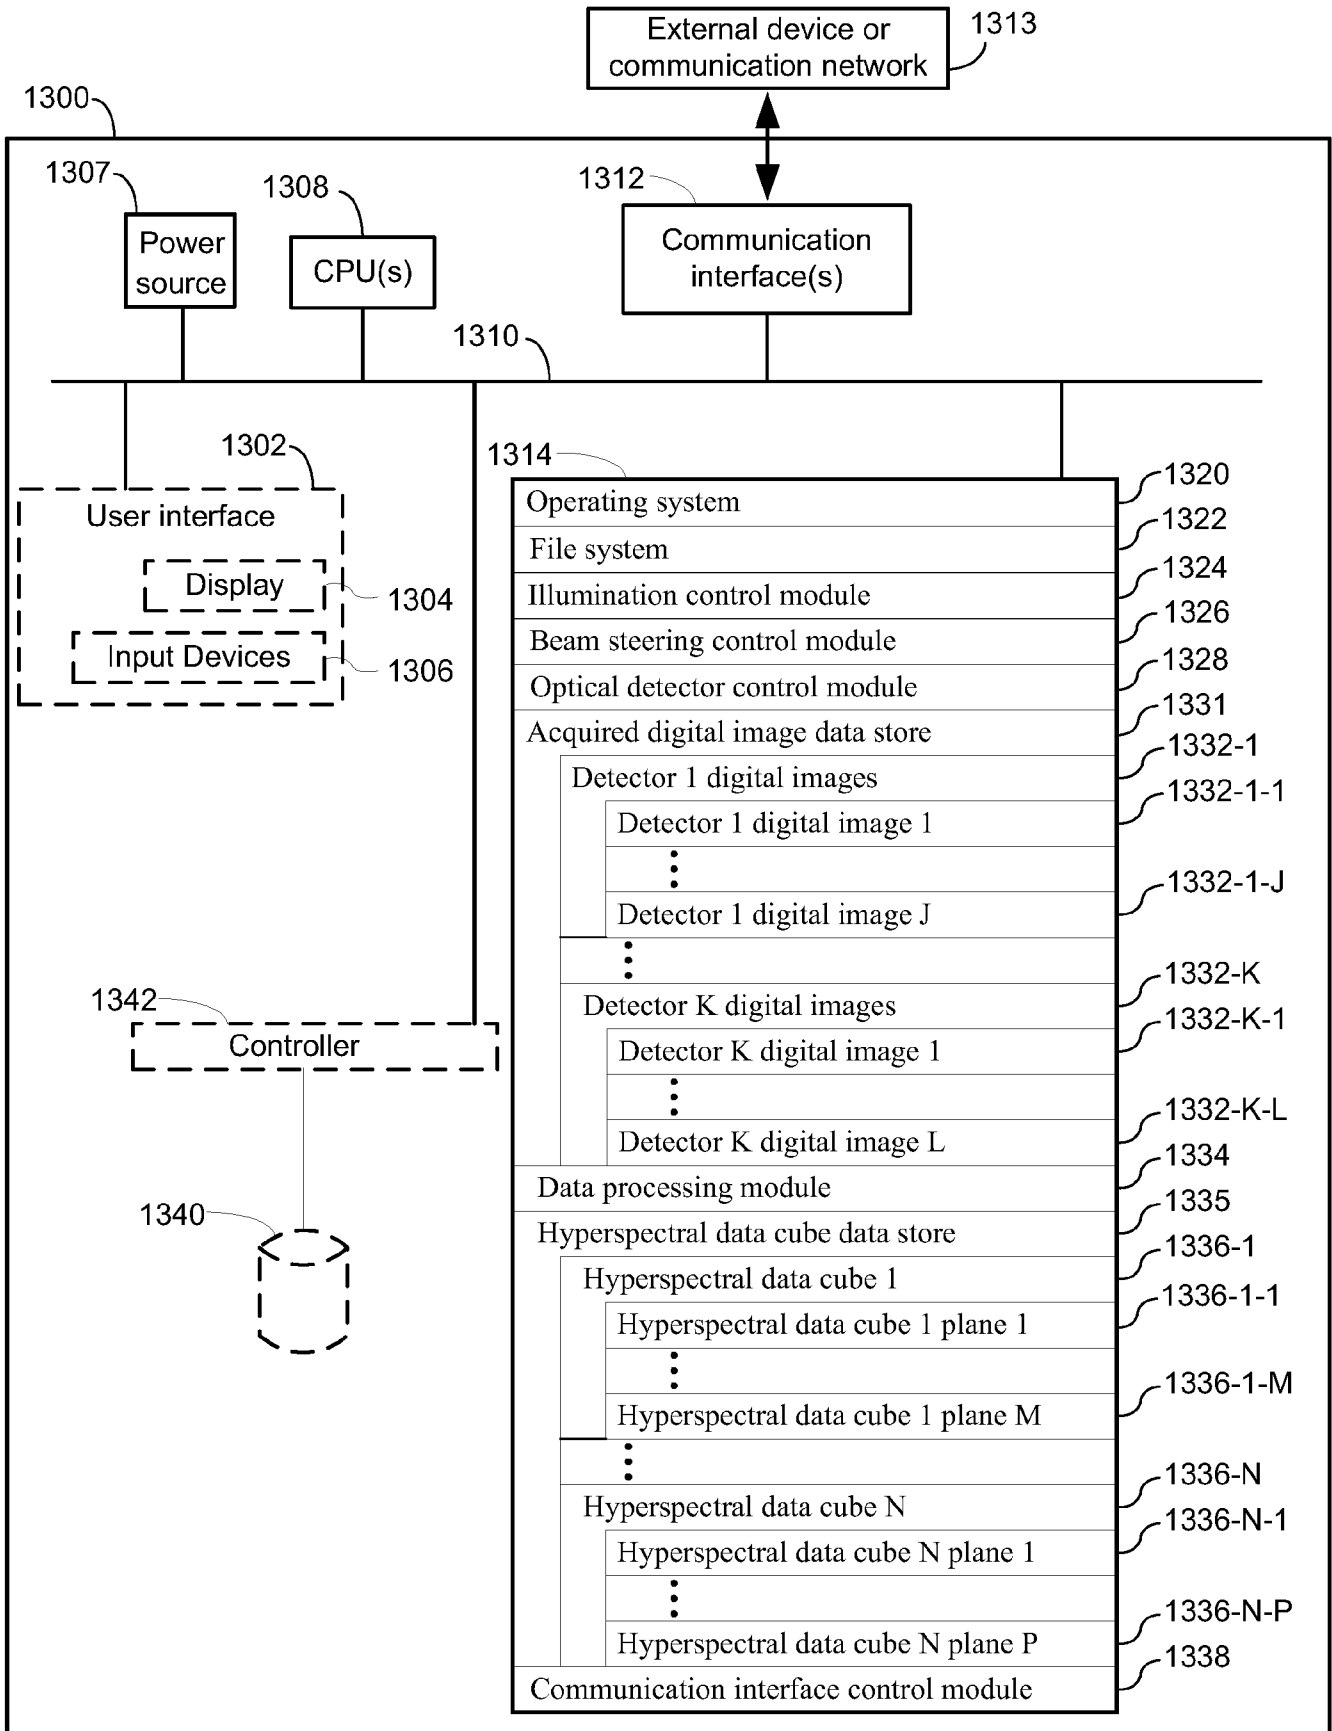 External device or
communication network
1313
1300
1307
1308
1312
Power
source
CPU(s)
Communication
interface(s)
1310
1302
User interface
Display
1304
Input Devices
1306
1314
Operating system
1320
File system
1322
Illumination control module
1324
Beam steering control module
1326
Optical detector control module
1328
Acquired digital image data store
1331
Detector 1 digital images
1332-1
Detector 1 digital image 1
1332-1-1
Detector 1 digital image J
1332-1-J
Detector K digital images
1332-K
Detector K digital image 1
1332-K-1
Detector K digital image L
1332-K-L
1342
Controller
1340
Data processing module
1334
Hyperspectral data cube data store
1335
Hyperspectral data cube 1
1336-1
Hyperspectral data cube 1 plane 1
1336-1-1
Hyperspectral data cube 1 plane M
1336-1-M
Hyperspectral data cube N
1336-N
Hyperspectral data cube N plane 1
1336-N-1
Hyperspectral data cube N plane P
1336-N-P
Communication interface control module
1338